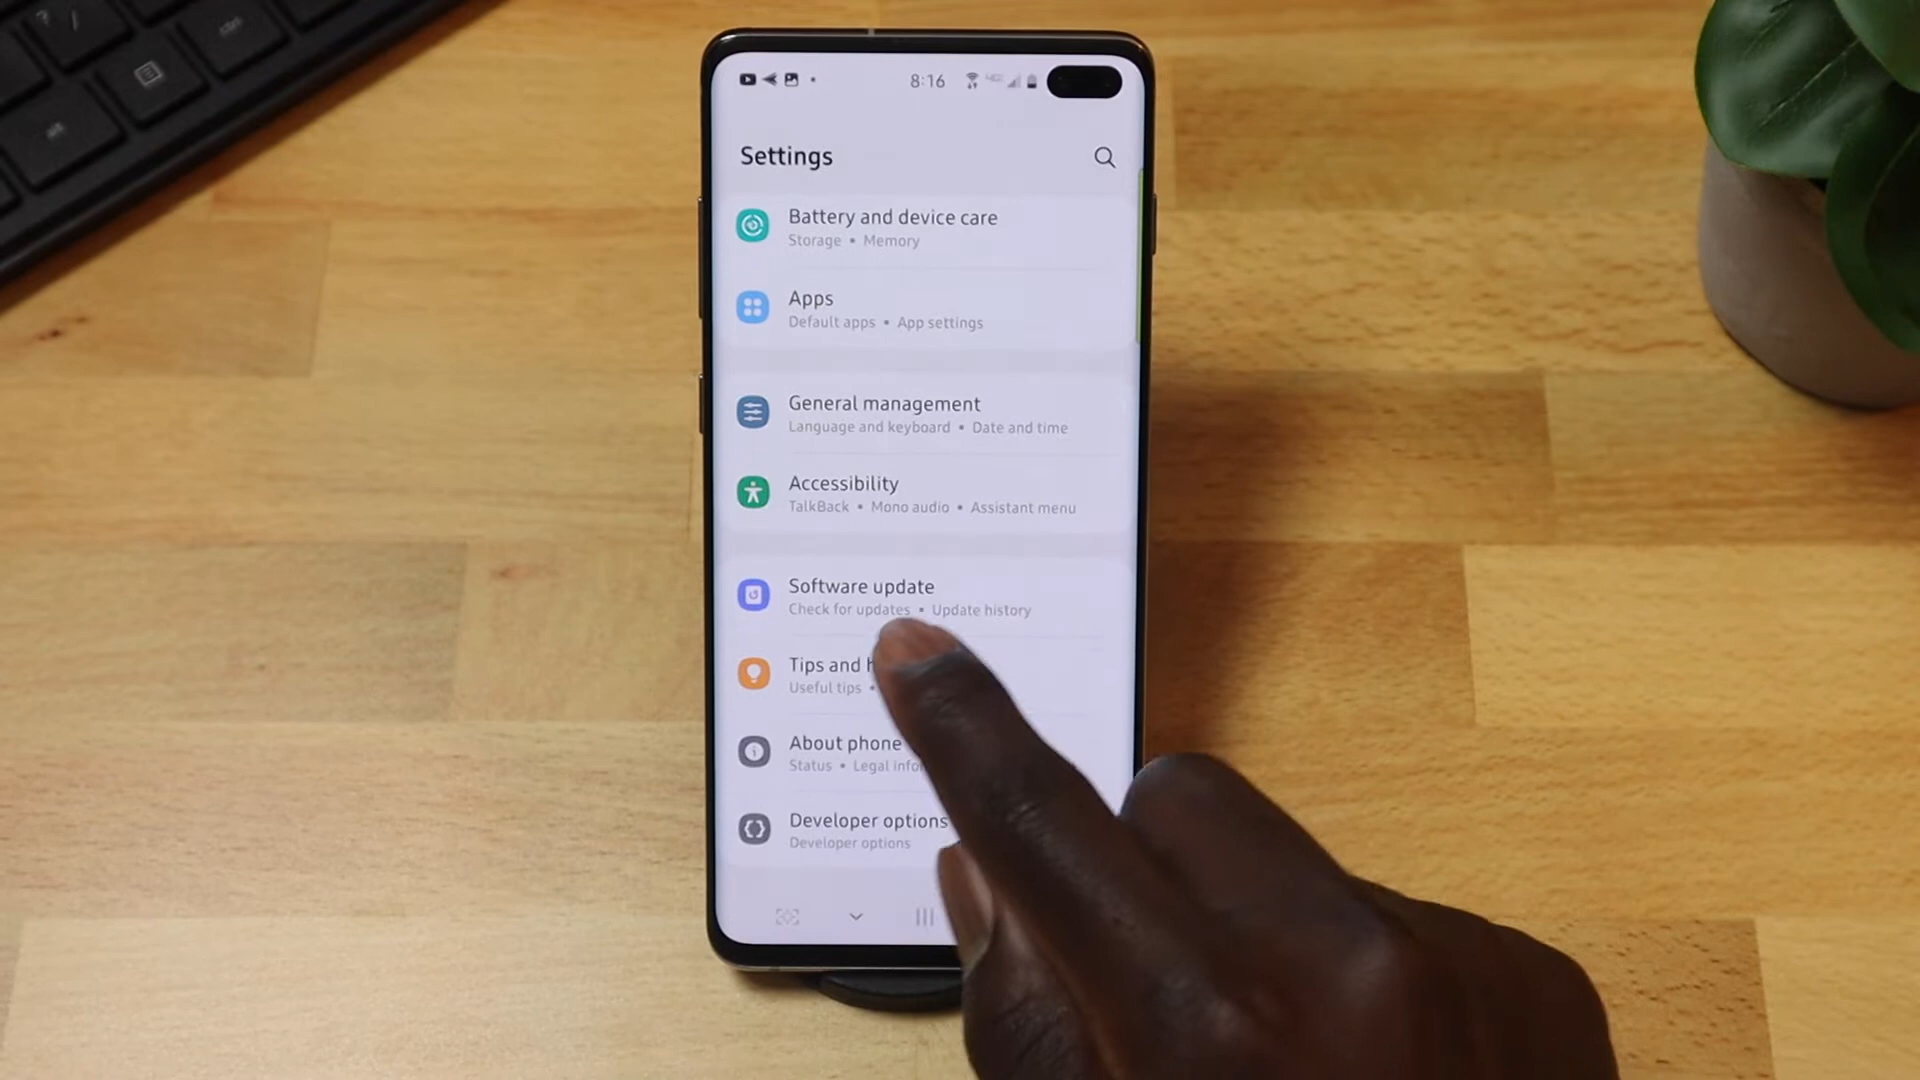 8:16
Settings
Battery and device care
Storage • Memory
Apps
Default apps • App settings
General management
Language and keyboard • Date and time
Accessibility
TalkBack • Mono audio • Assistant menu
Software update
Check for updates • Update history
Tips and
Useful tips •
About phone
Status • Legal
Developer options
Developer options
ctrl
alt